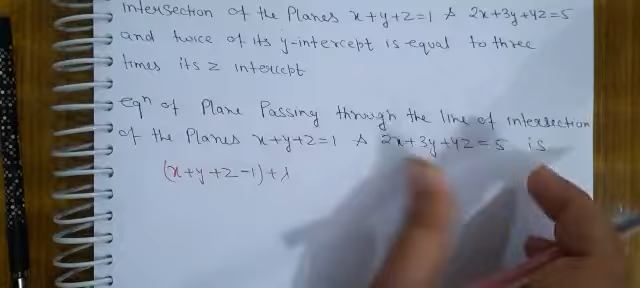 Intersection of the Planes x+y+z=1 & 2x+3y+4z=5
and twice of its y-intercept is equal to three
times its z intercept
eqⁿ of Plane Passing through the line of intersection
of the Planes x+y+z=1 & 2x+3y+4z=5 is
(x+y+z-1)+λ